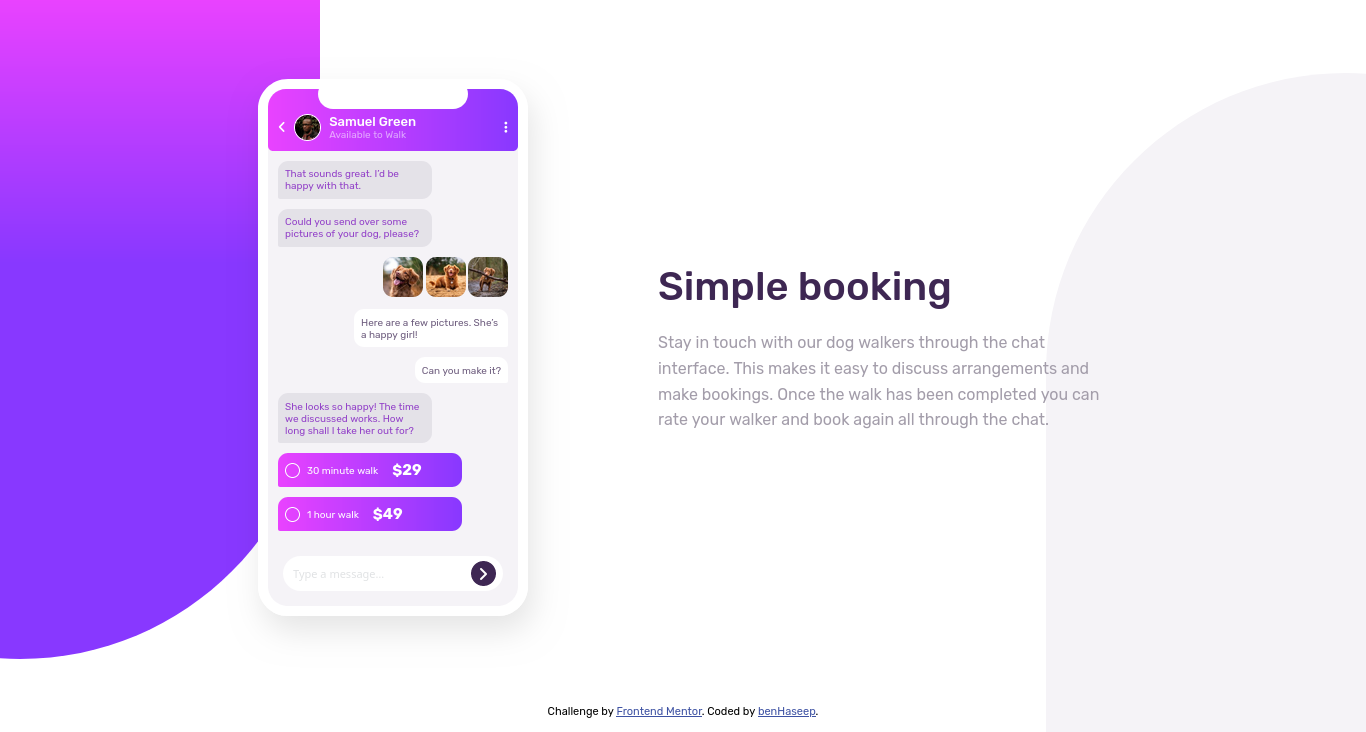 Samuel Green
Available to Walk
That sounds great. I'd be
happy with that.
Could you send over some
pictures of your dog, please?
Here are a few pictures. She's
a happy girl!
Can you make it?
She looks so happy! The time
we discussed works. How
long shall I take her out for?
30 minute walk $29
1 hour walk $49
Type a message...
Simple booking
Stay in touch with our dog walkers through the chat
interface. This makes it easy to discuss arrangements and
make bookings. Once the walk has been completed you can
rate your walker and book again all through the chat.
Challenge by Frontend Mentor. Coded by benHaseep.